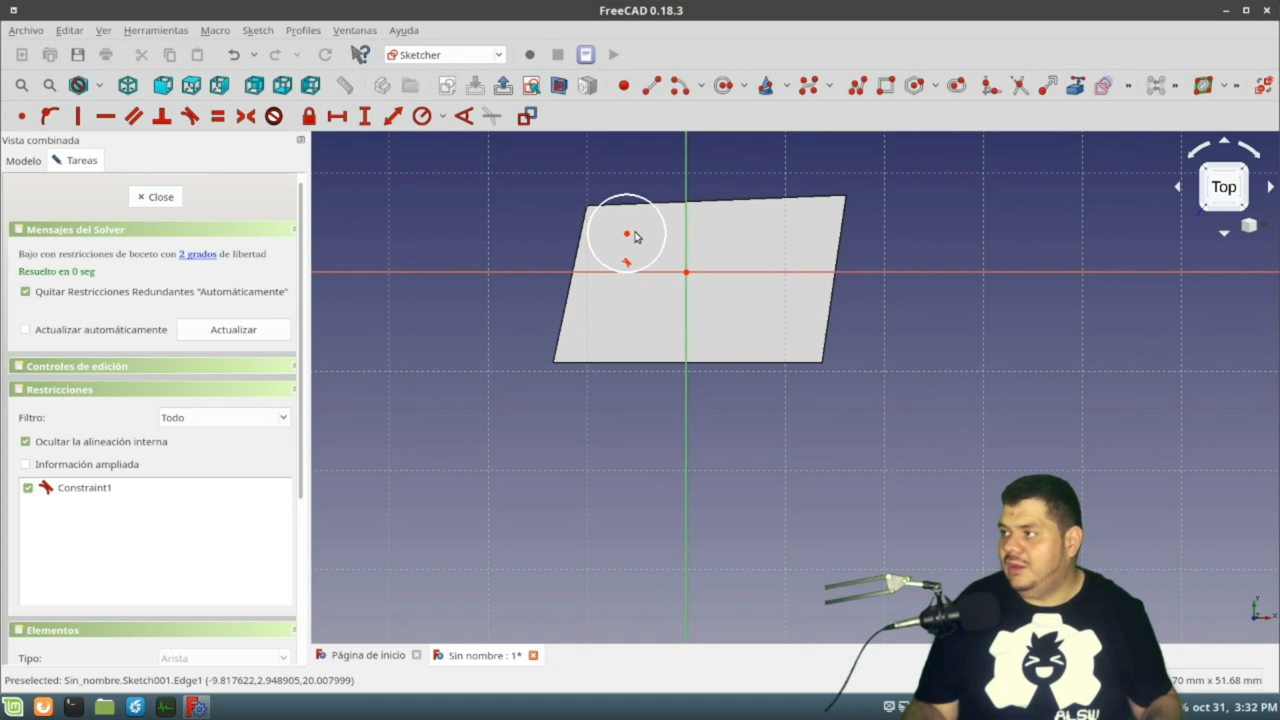 FreeCAD 0.18.3
Archivo Editar Ver Herramientas Macro Sketch Profiles Ventanas Ayuda
Sketcher
Vista combinada
Modelo Tareas
Close
Mensajes del Solver
Bajo con restricciones de boceto con 2 grados de libertad
Resuelto en 0 seg
Quitar Restricciones Redundantes "Automáticamente"
Actualizar automáticamente Actualizar
Controles de edición
Restricciones
Filtro: Todo
Ocultar la alineación interna
Información ampliada
Constraint1
Elementos
Tipo: Arista
Top
Y
X
Página de inicio Sin nombre : 1*
Preselected: Sin_nombre.Sketch001.Edge1 (-9.817622,2.948905,20.007999)
70 mm x 51.68 mm
% oct 31, 3:32 PM
ALSW